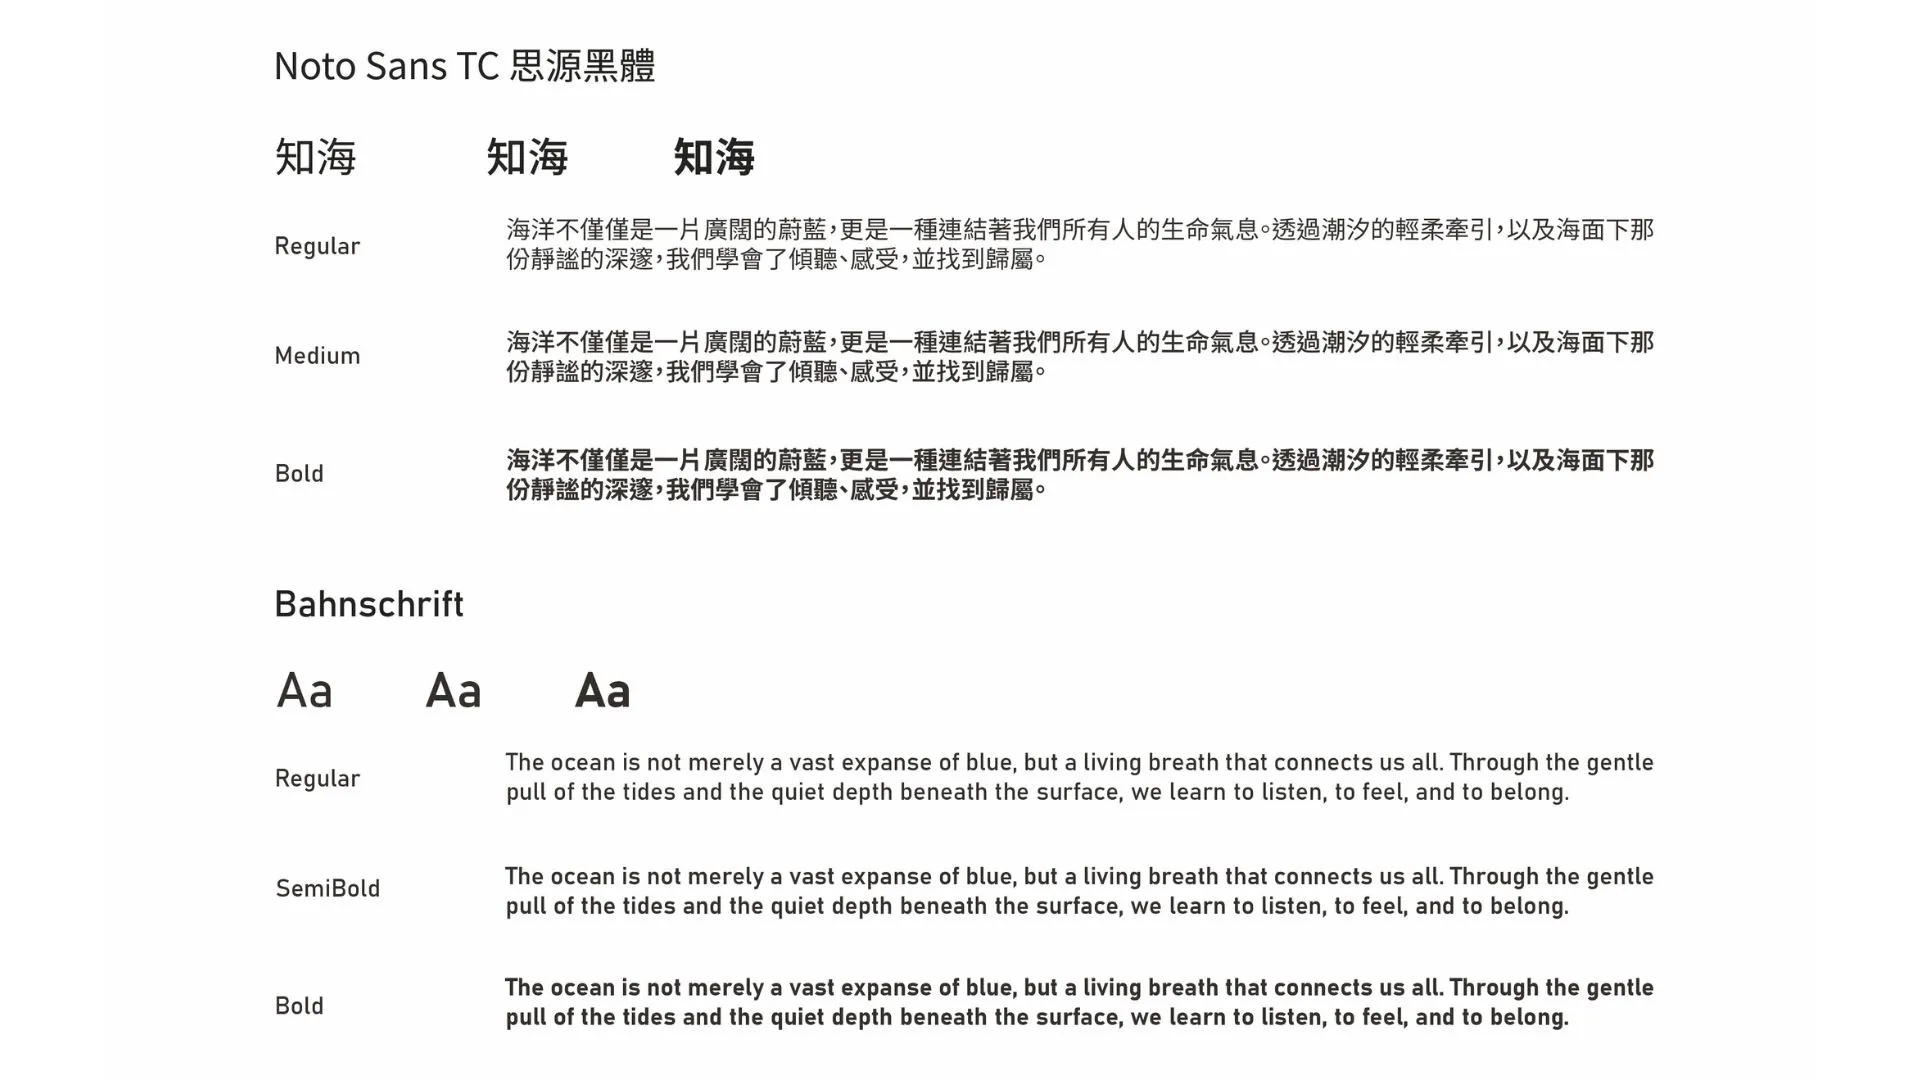 Noto Sans TC 思源黑體
知海 知海 知海
Regular
海洋不僅僅是一片廣闊的蔚藍，更是一種連結著我們所有人的生命氣息。透過潮汐的輕柔牽引，以及海面下那
份靜謐的深邃，我們學會了傾聽、感受，並找到歸屬。
Medium
海洋不僅僅是一片廣闊的蔚藍，更是一種連結著我們所有人的生命氣息。透過潮汐的輕柔牽引，以及海面下那
份靜謐的深邃，我們學會了傾聽、感受，並找到歸屬。
Bold
海洋不僅僅是一片廣闊的蔚藍，更是一種連結著我們所有人的生命氣息。透過潮汐的輕柔牽引，以及海面下那
份靜謐的深邃，我們學會了傾聽、感受，並找到歸屬。
Bahnschrift
Aa Aa Aa
Regular
The ocean is not merely a vast expanse of blue, but a living breath that connects us all. Through the gentle
pull of the tides and the quiet depth beneath the surface, we learn to listen, to feel, and to belong.
SemiBold
The ocean is not merely a vast expanse of blue, but a living breath that connects us all. Through the gentle
pull of the tides and the quiet depth beneath the surface, we learn to listen, to feel, and to belong.
Bold
The ocean is not merely a vast expanse of blue, but a living breath that connects us all. Through the gentle
pull of the tides and the quiet depth beneath the surface, we learn to listen, to feel, and to belong.